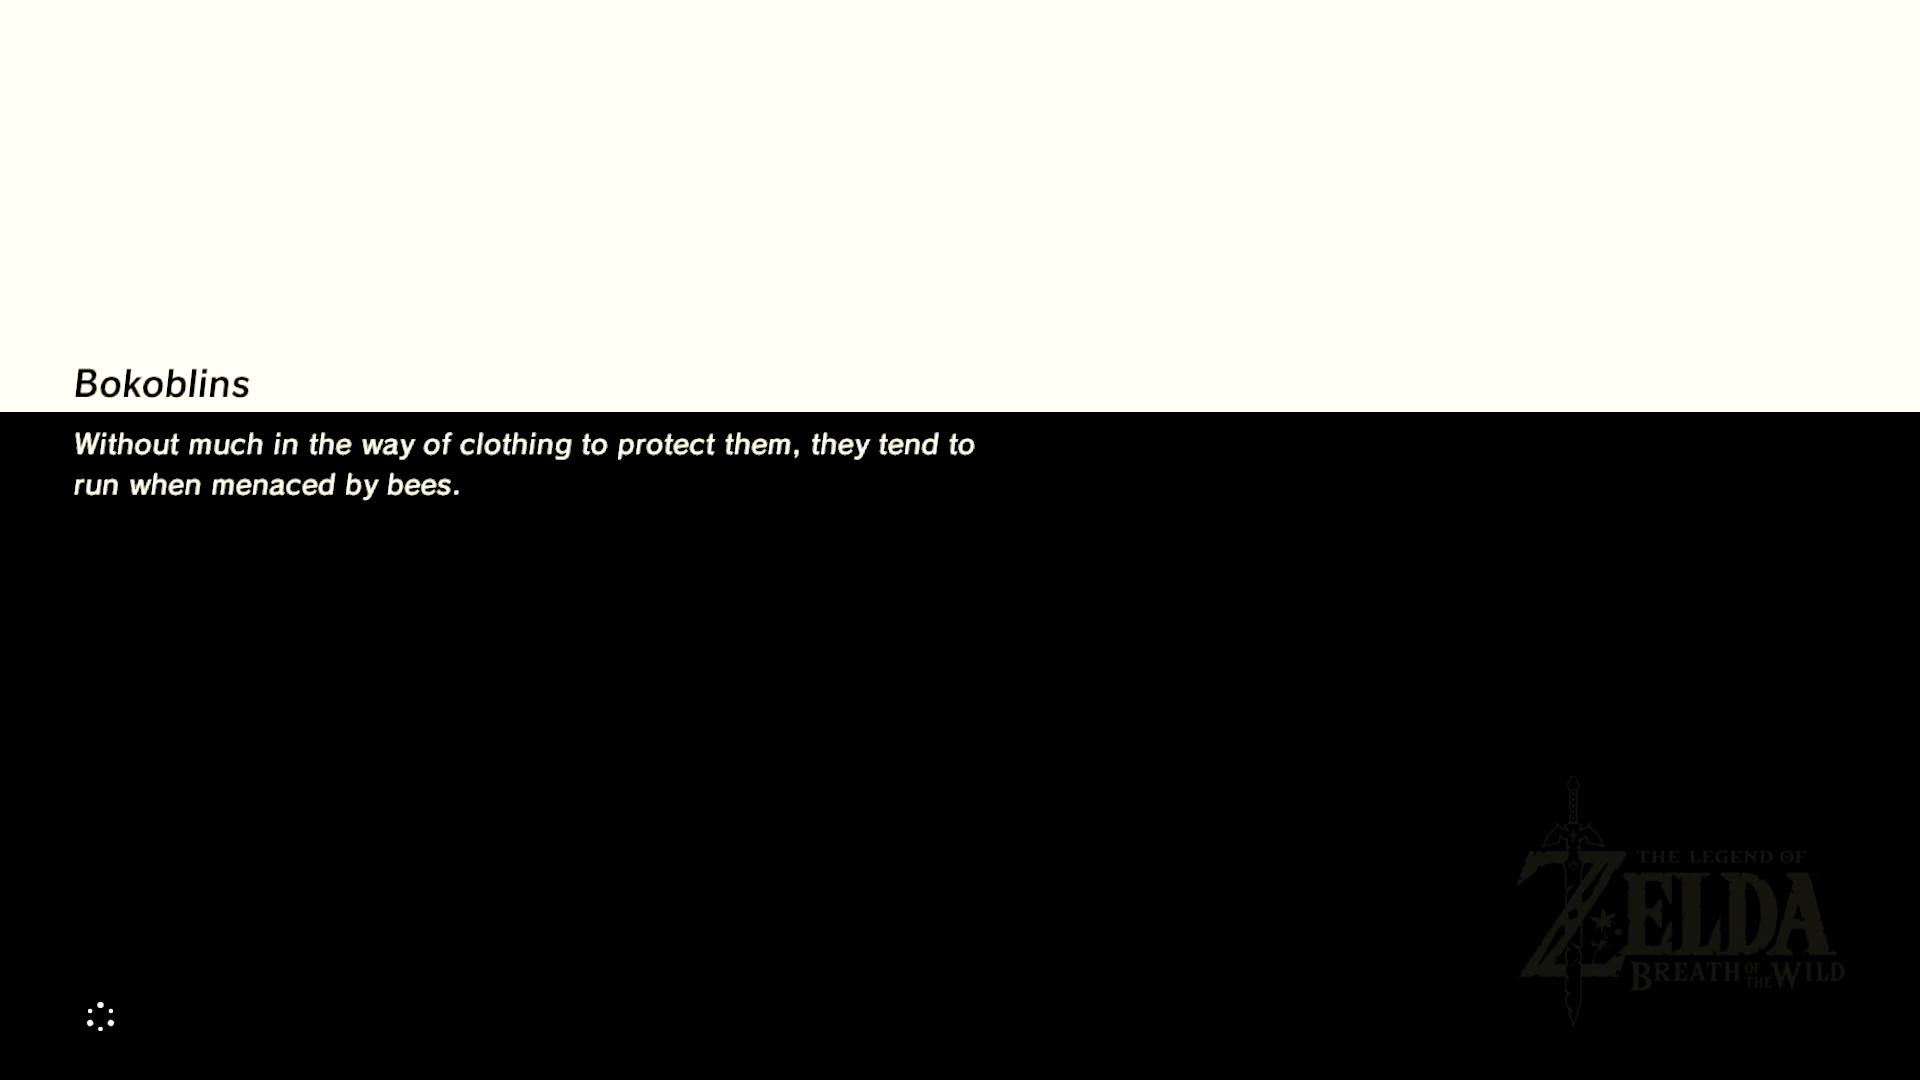 Bokoblins
Without much in the way of clothing to protect them, they tend to
run when menaced by bees.
THE LEGEND OF
ZELDA
BREATH OF THE WILD